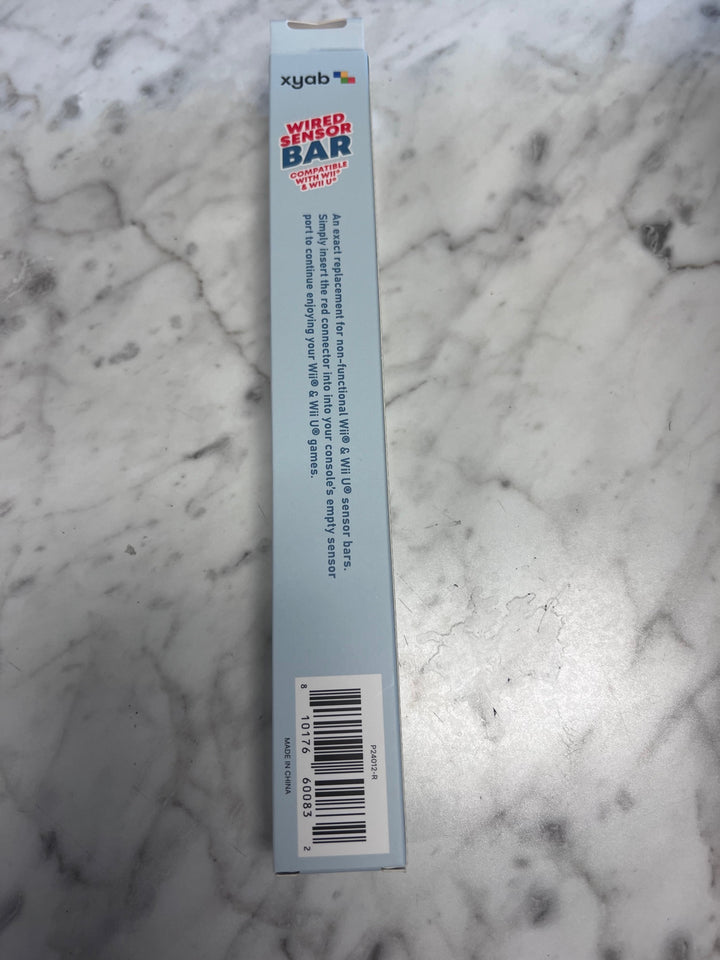 xyab
WIRED
SENSOR
BAR
COMPATIBLE
WITH WII®
& WII U®
An exact replacement for non-functional Wii® & Wii U® sensor bars.
Simply insert the red connector into into your console's empty sensor
port to continue enjoying your Wii® & Wii U® games.
P24012-R
8 10176 60083 2
MADE IN CHINA